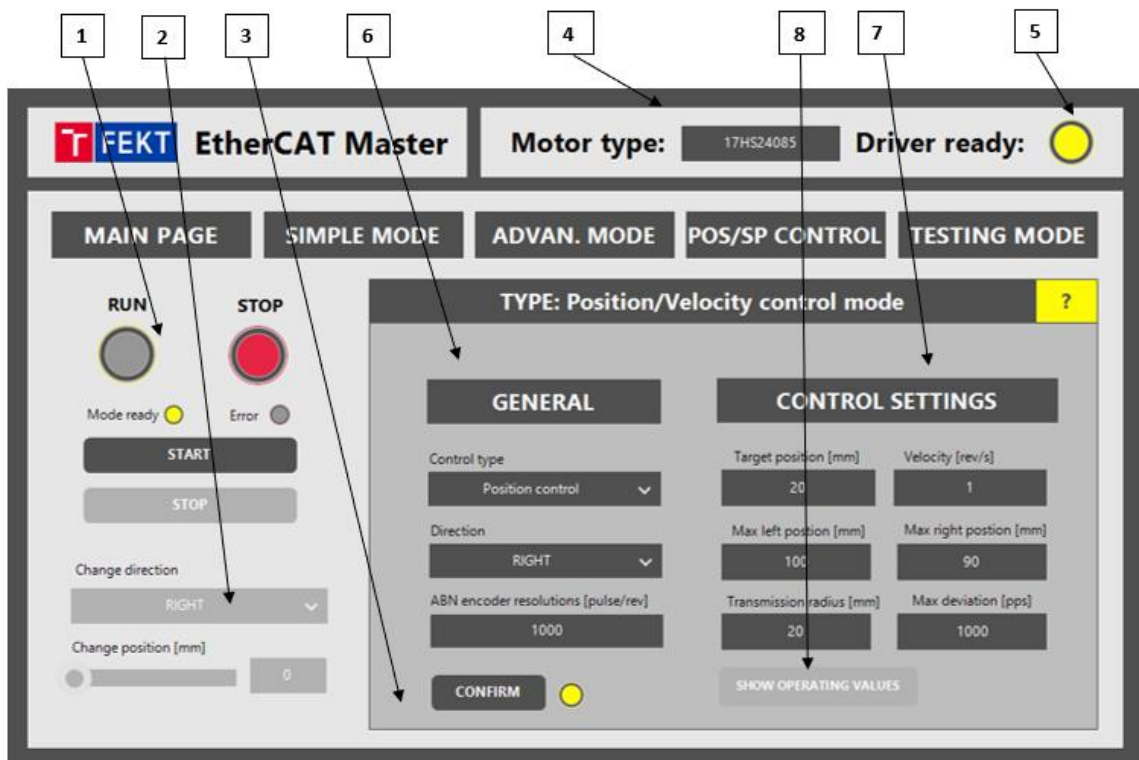 1 2 3 6 4 8 7 5
T FEKT EtherCAT Master
Motor type: 17HS24085 Driver ready:
MAIN PAGE SIMPLE MODE ADVAN. MODE POS/SP CONTROL TESTING MODE
RUN STOP
TYPE: Position/Velocity control mode ?
Mode ready Error
START
STOP
Change direction
RIGHT
Change position [mm]
0
GENERAL
Control type
Position control
Direction
RIGHT
ABN encoder resolutions [pulse/rev]
1000
CONFIRM
CONTROL SETTINGS
Target position [mm] Velocity [rev/s]
20 1
Max left postion [mm] Max right postion [mm]
100 90
Transmission radius [mm] Max deviation [pps]
20 1000
SHOW OPERATING VALUES